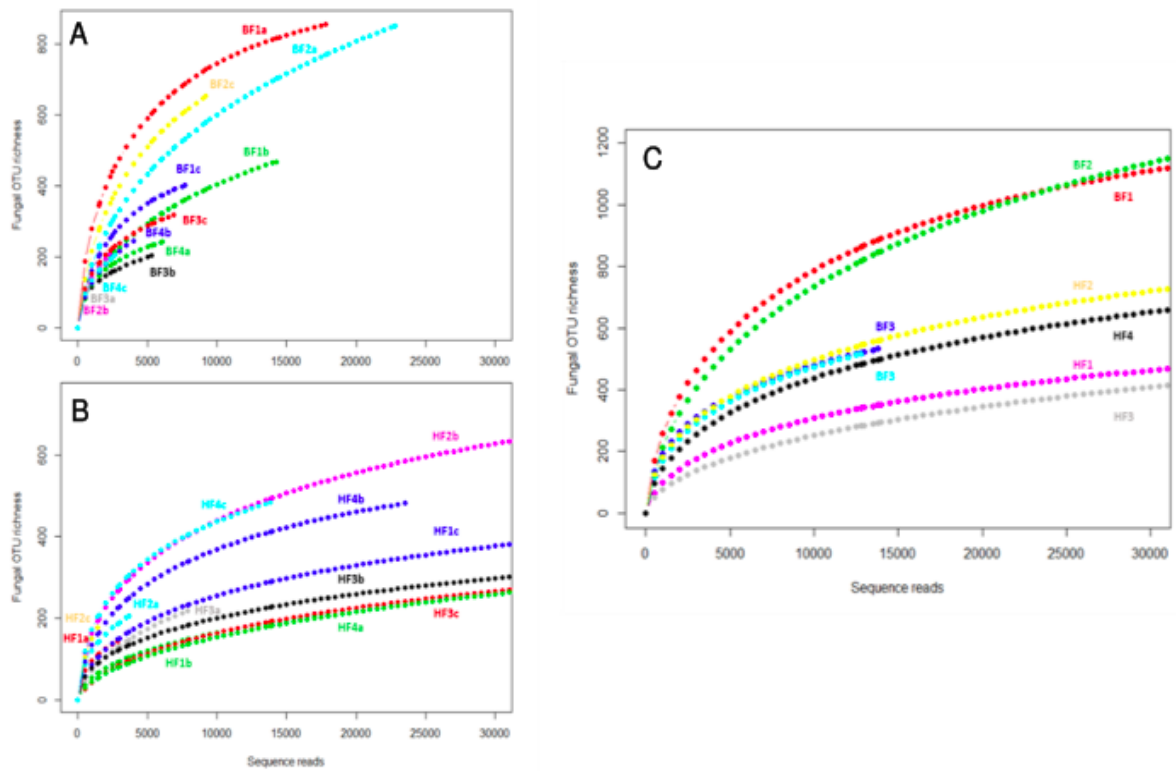 A
Fungal OTU richness
0 200 400 600 800
BF1a
BF2a
BF2c
BF1b
BF1c
BF3c
BF4b
BF4a
BF3b
BF4c
BF3a
BF2b
0 5000 10000 15000 20000 25000 30000
B
Fungal OTU richness
0 200 400 600
HF2b
HF4c
HF4b
HF1c
HF3b
HF2c
HF2a
HF3a
HF1a
HF3c
HF4a
HF1b
0 5000 10000 15000 20000 25000 30000
Sequence reads
C
Fungal OTU richness
0 200 400 600 800 1000 1200
BF2
BF1
HF2
BF3
HF4
BF3
HF1
HF3
0 5000 10000 15000 20000 25000 30000
Sequence reads